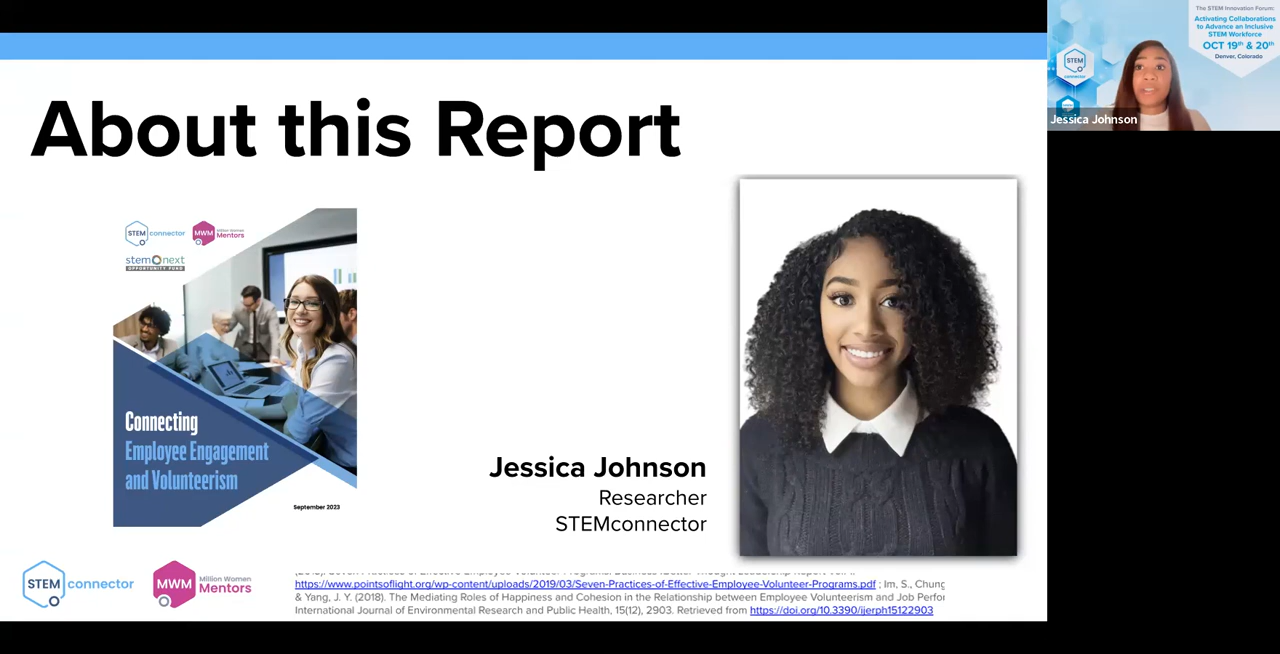 About this Report
STEM
connector
MWM
Million Women
Mentors
stem next
OPPORTUNITY FUND
Connecting
Employee Engagement
and Volunteerism
September 2023
Jessica Johnson
Researcher
STEMconnector
STEM
connector
MWM
Million Women
Mentors
https://www.pointsoflight.org/wp-content/uploads/2019/03/Seven-Practices-of-Effective-Employee-Volunteer-Programs.pdf ; Im, S., Chung
& Yang, J. Y. (2018). The Mediating Roles of Happiness and Cohesion in the Relationship between Employee Volunteerism and Job Perfor
International Journal of Environmental Research and Public Health, 15(12), 2903. Retrieved from https://doi.org/10.3390/ijerph15122903
The STEM Innovation Forum:
Activating Collaborations
to Advance an Inclusive
STEM Workforce
OCT 19th & 20th
Denver, Colorado
STEM
connector
Jessica Johnson